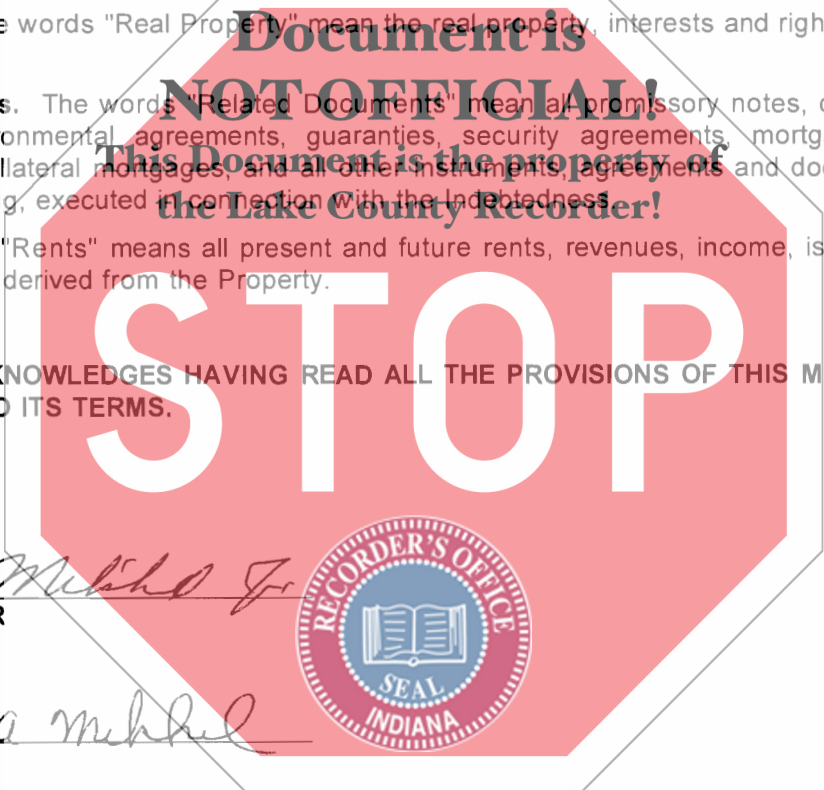 e words "Real Property" mean the real property, interests and righ
Document is
NOT OFFICIAL!
s. The words "Related Documents" mean all promissory notes, c
onmental agreements, guaranties, security agreements, mortg
This Document is the property of
llateral mortgages, and all other instruments, agreements and do
g, executed in connection with the Indebtedness.
the Lake County Recorder!
"Rents" means all present and future rents, revenues, income, is
derived from the Property.
STOP
KNOWLEDGES HAVING READ ALL THE PROVISIONS OF THIS M
O ITS TERMS.
Jr
R
RECORDER'S OFFICE
SEAL
INDIANA
a